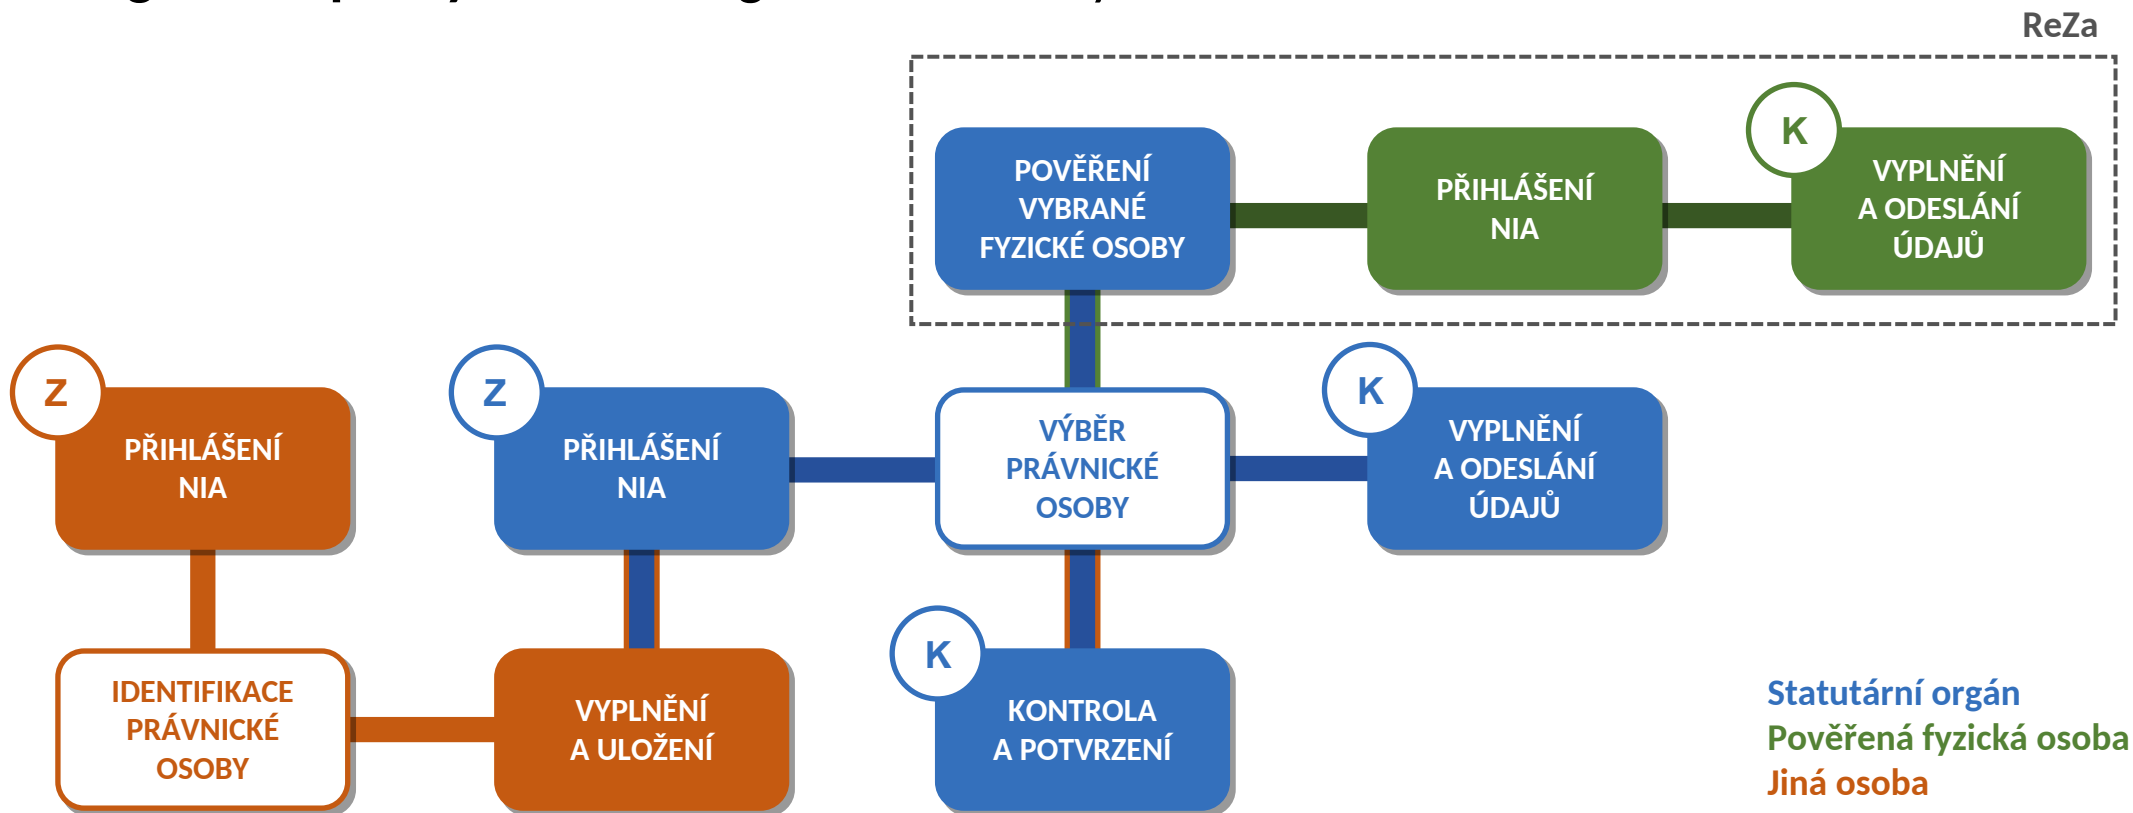 ReZa
K
POVĚŘENÍ
VYBRANÉ
FYZICKÉ OSOBY
PŘIHLÁŠENÍ
NIA
VYPLNĚNÍ
A ODESLÁNÍ
ÚDAJŮ
Z
PŘIHLÁŠENÍ
NIA
Z
PŘIHLÁŠENÍ
NIA
VÝBĚR
PRÁVNICKÉ
OSOBY
K
VYPLNĚNÍ
A ODESLÁNÍ
ÚDAJŮ
IDENTIFIKACE
PRÁVNICKÉ
OSOBY
VYPLNĚNÍ
A ULOŽENÍ
K
KONTROLA
A POTVRZENÍ
Statutární orgán
Pověřená fyzická osoba
Jiná osoba